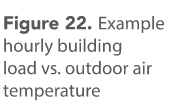 Figure 22. Example
hourly building
load vs. outdoor air
temperature